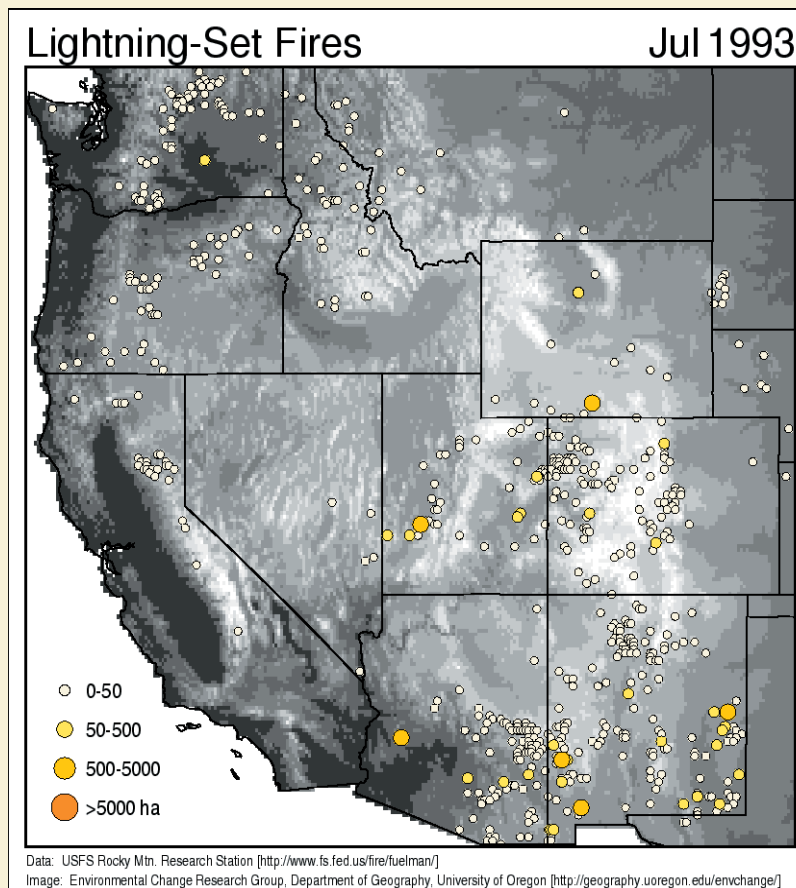 Lightning-Set Fires Jul 1993
0-50
50-500
500-5000
>5000 ha
Data: USFS Rocky Mtn. Research Station [http://www.fs.fed.us/fire/fuelman/]
Image: Environmental Change Research Group, Department of Geography, University of Oregon [http://geography.uoregon.edu/envchange/]